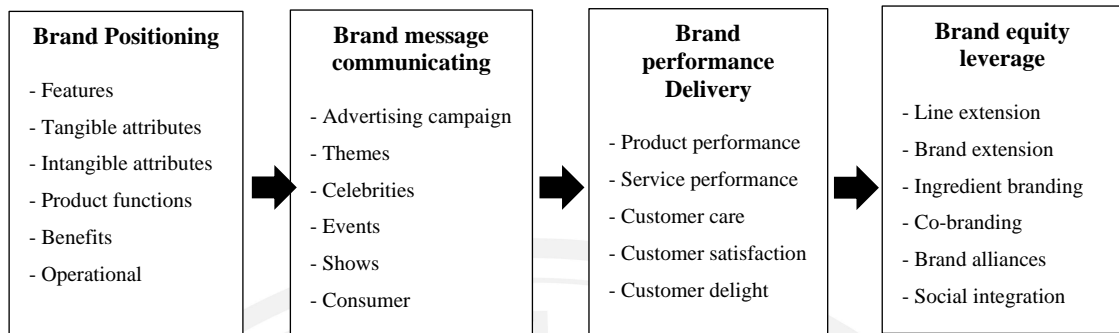 Brand Positioning
- Features
- Tangible attributes
- Intangible attributes
- Product functions
- Benefits
- Operational
Brand message
communicating
- Advertising campaign
- Themes
- Celebrities
- Events
- Shows
- Consumer
Brand
performance
Delivery
- Product performance
- Service performance
- Customer care
- Customer satisfaction
- Customer delight
Brand equity
leverage
- Line extension
- Brand extension
- Ingredient branding
- Co-branding
- Brand alliances
- Social integration